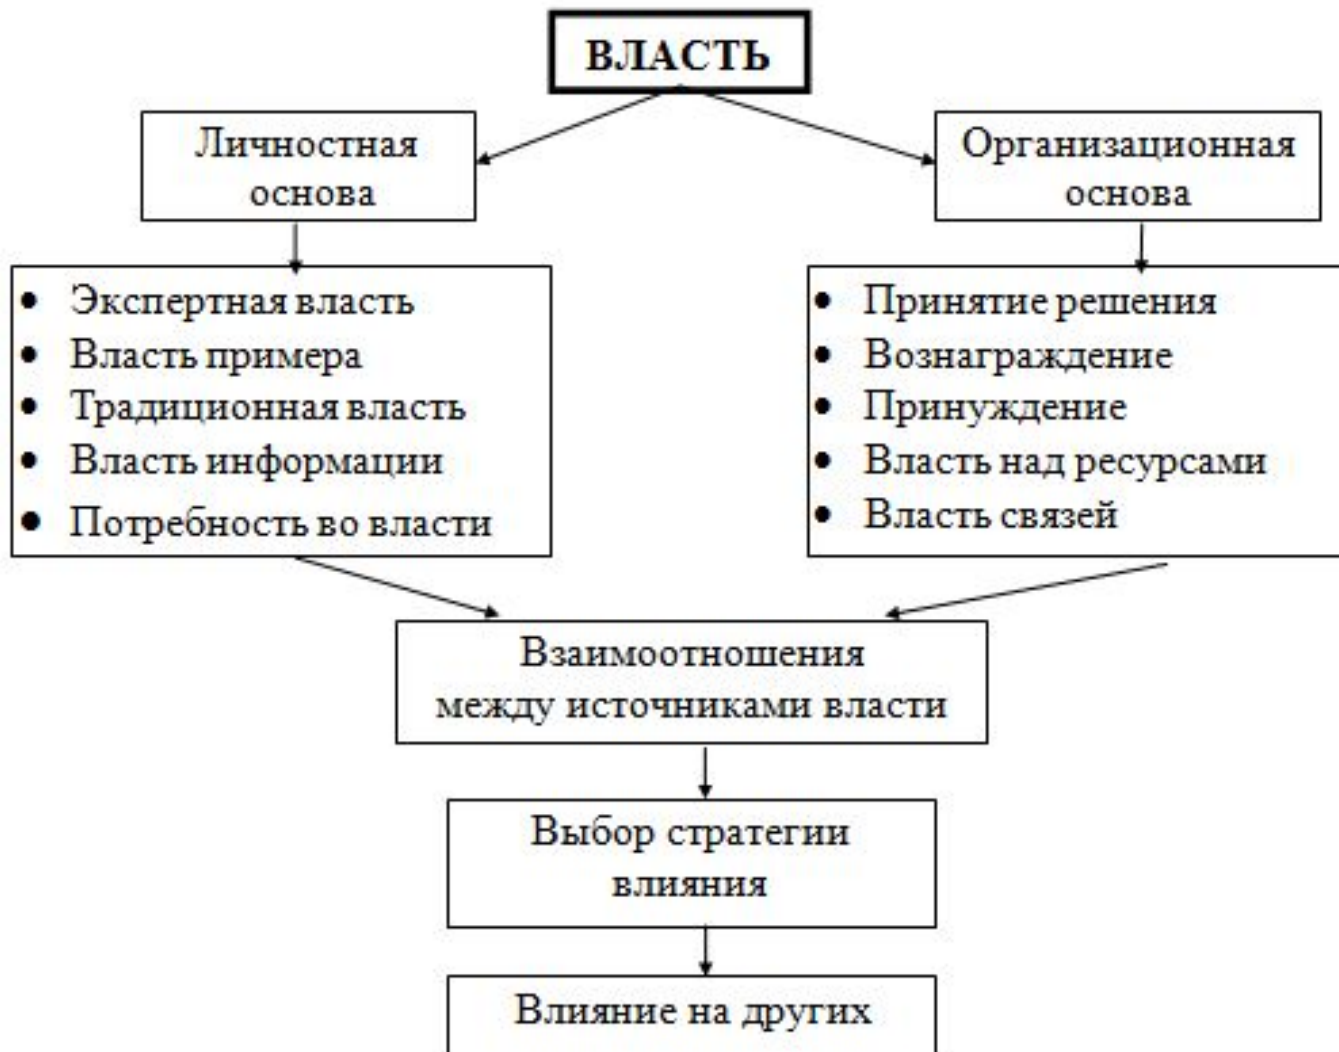 ВЛАСТЬ
Личностная
основа
Организационная
основа
• Экспертная власть
• Власть примера
• Традиционная власть
• Власть информации
• Потребность во власти
• Принятие решения
• Вознаграждение
• Принуждение
• Власть над ресурсами
• Власть связей
Взаимоотношения
между источниками власти
Выбор стратегии
влияния
Влияние на других